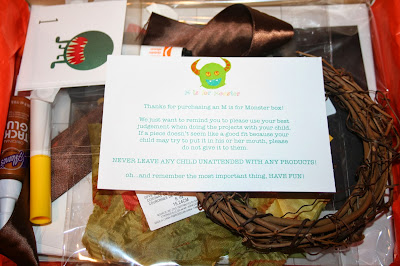 1
m is for monster
Thanks for purchasing an M is for Monster box!
We just want to remind you to please use your best
judgement when doing the projects with your child.
If a piece doesn't seem like a good fit because your
child may try to put it in his or her mouth, please
do not give it to them.
NEVER LEAVE ANY CHILD UNATTENDED WITH ANY PRODUCTS!
oh...and remember the most important thing, HAVE FUN!
GLUE